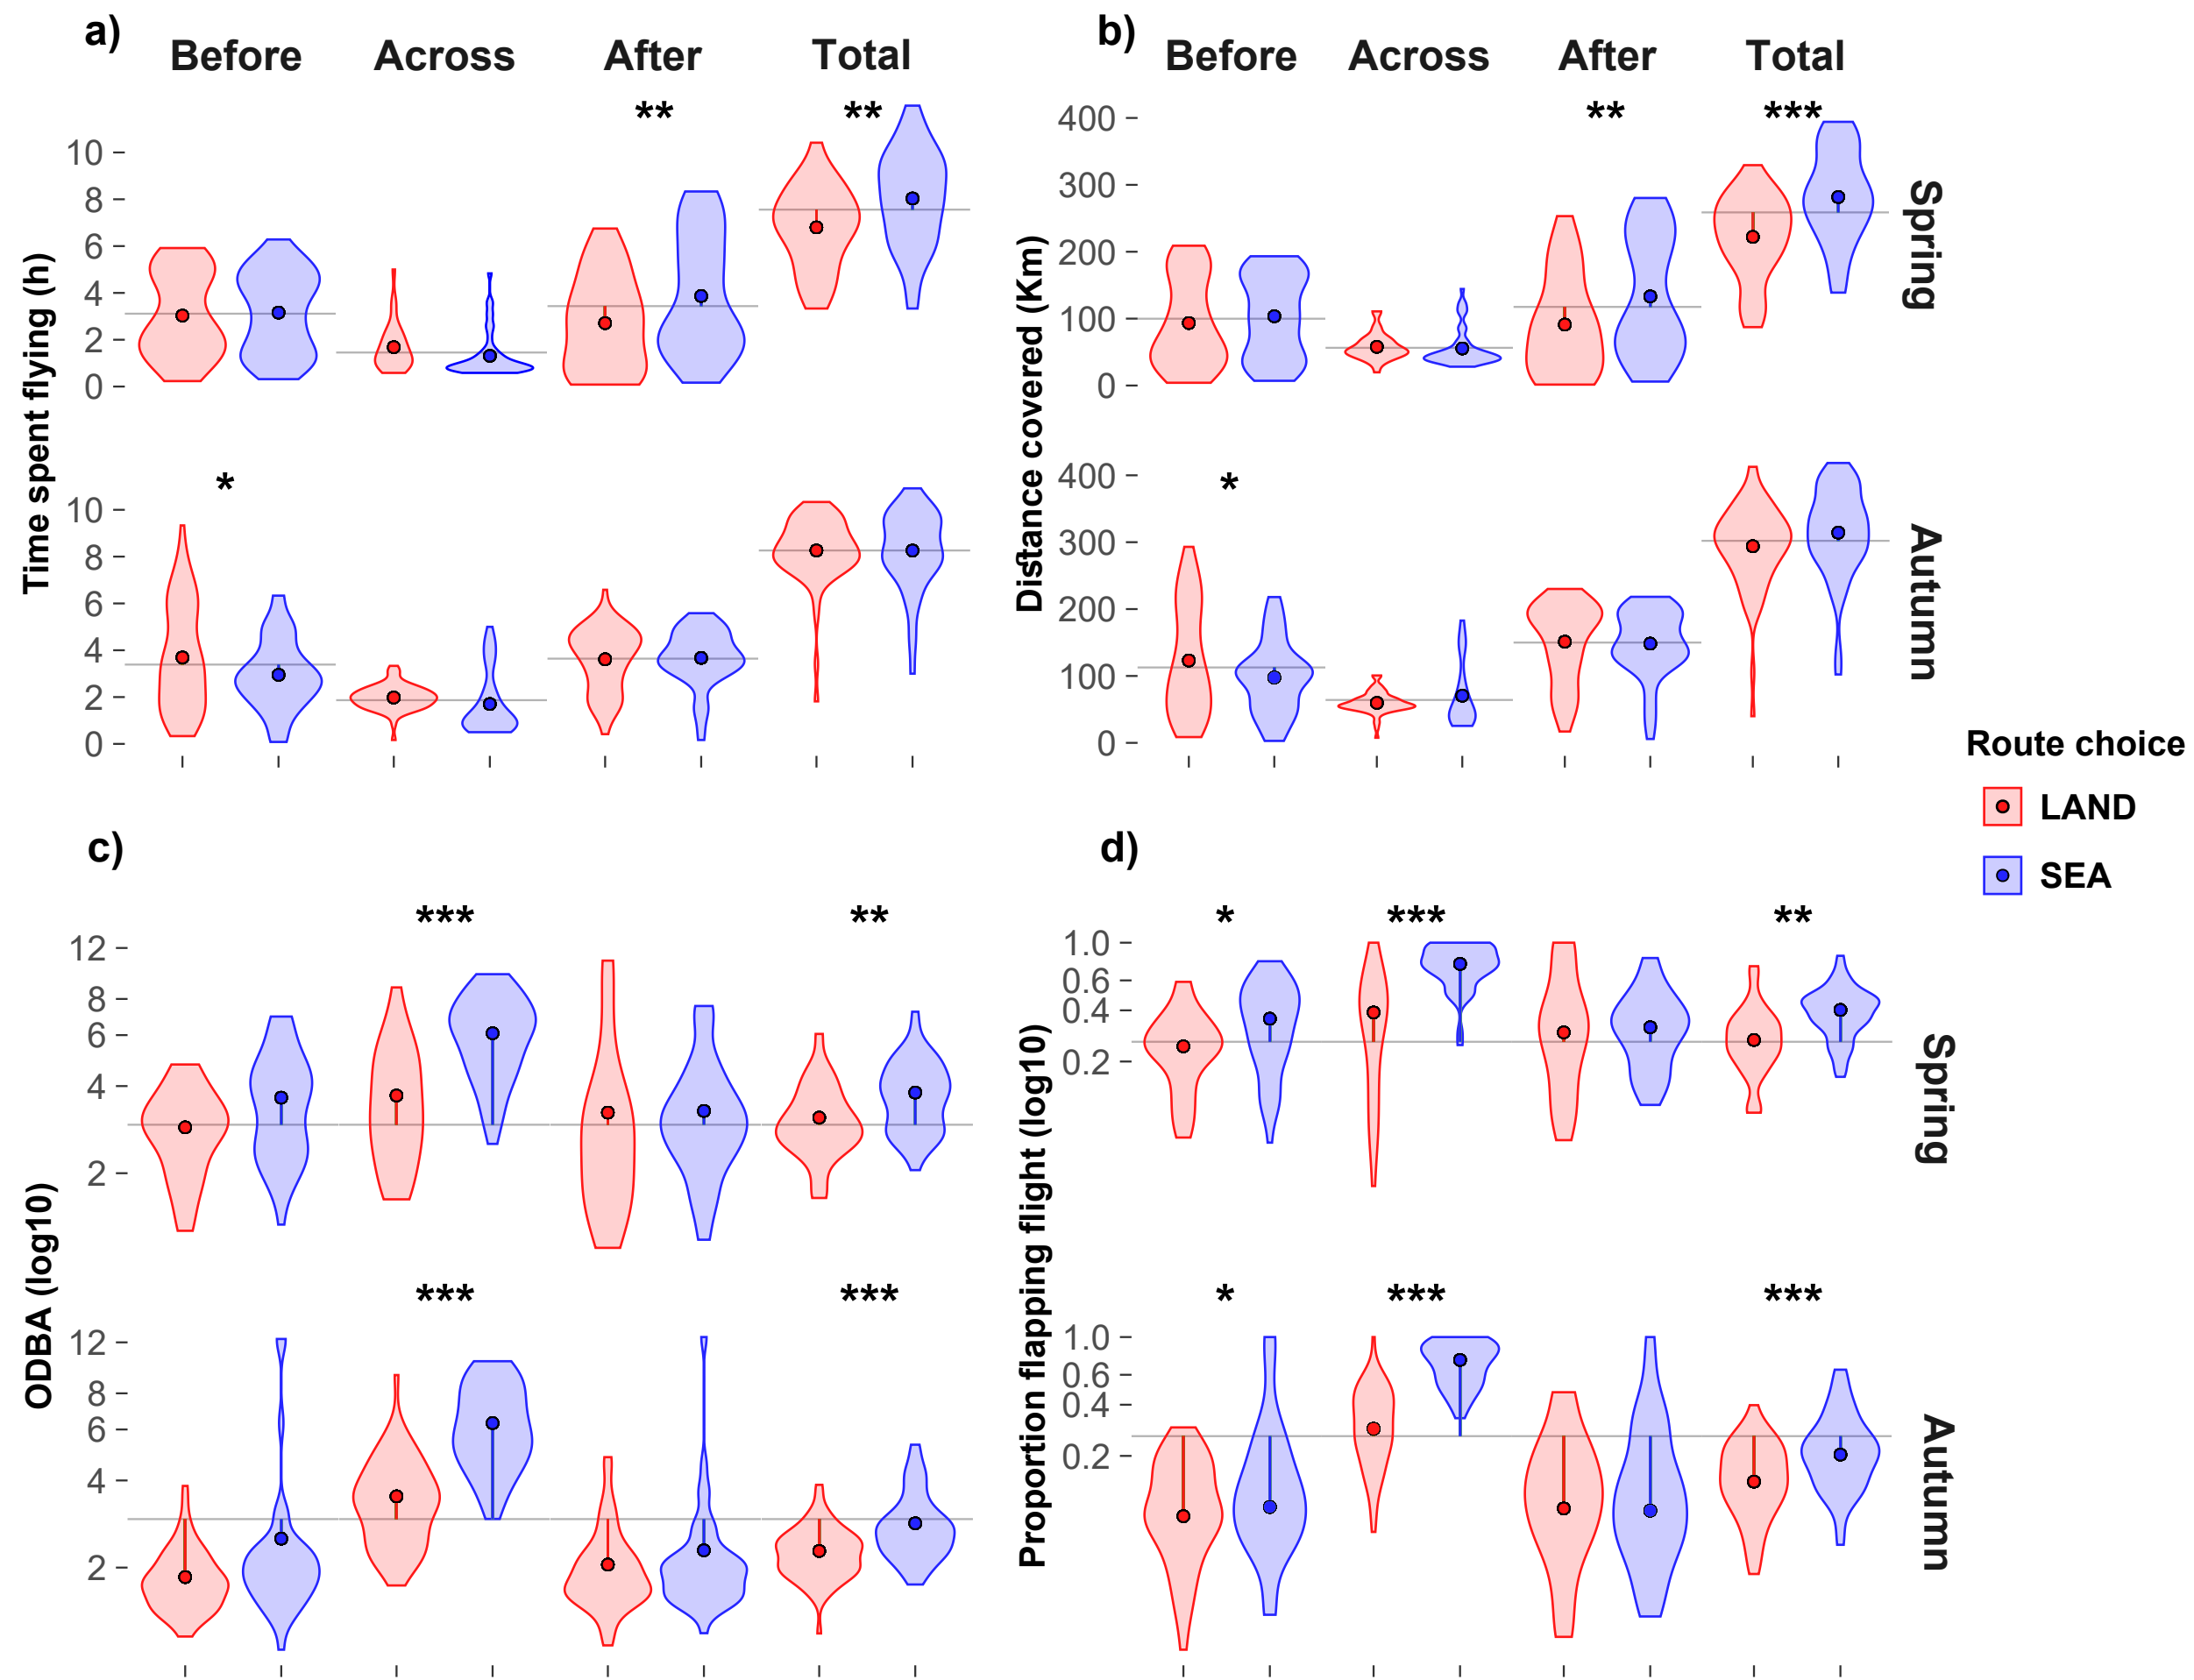 a)
Before Across After Total
** **
Time spent flying (h)
10
8
6
4
2
0
*
10
8
6
4
2
0
b)
Before Across After Total
** ***
Distance covered (Km)
400
300
200
100
0
Spring
*
400
300
200
100
0
Autumn
Route choice
LAND
SEA
c)
*** **
ODBA (log10)
12
8
6
4
2
*** ***
12
8
6
4
2
d)
* *** **
Proportion flapping flight (log10)
1.0
0.6
0.4
0.2
Spring
* *** ***
1.0
0.6
0.4
0.2
Autumn